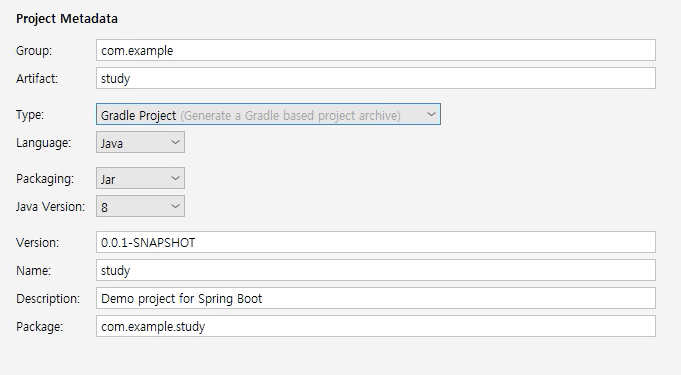 Project Metadata
Group: com.example
Artifact: study
Type: Gradle Project (Generate a Gradle based project archive)
Language: Java
Packaging: Jar
Java Version: 8
Version: 0.0.1-SNAPSHOT
Name: study
Description: Demo project for Spring Boot
Package: com.example.study